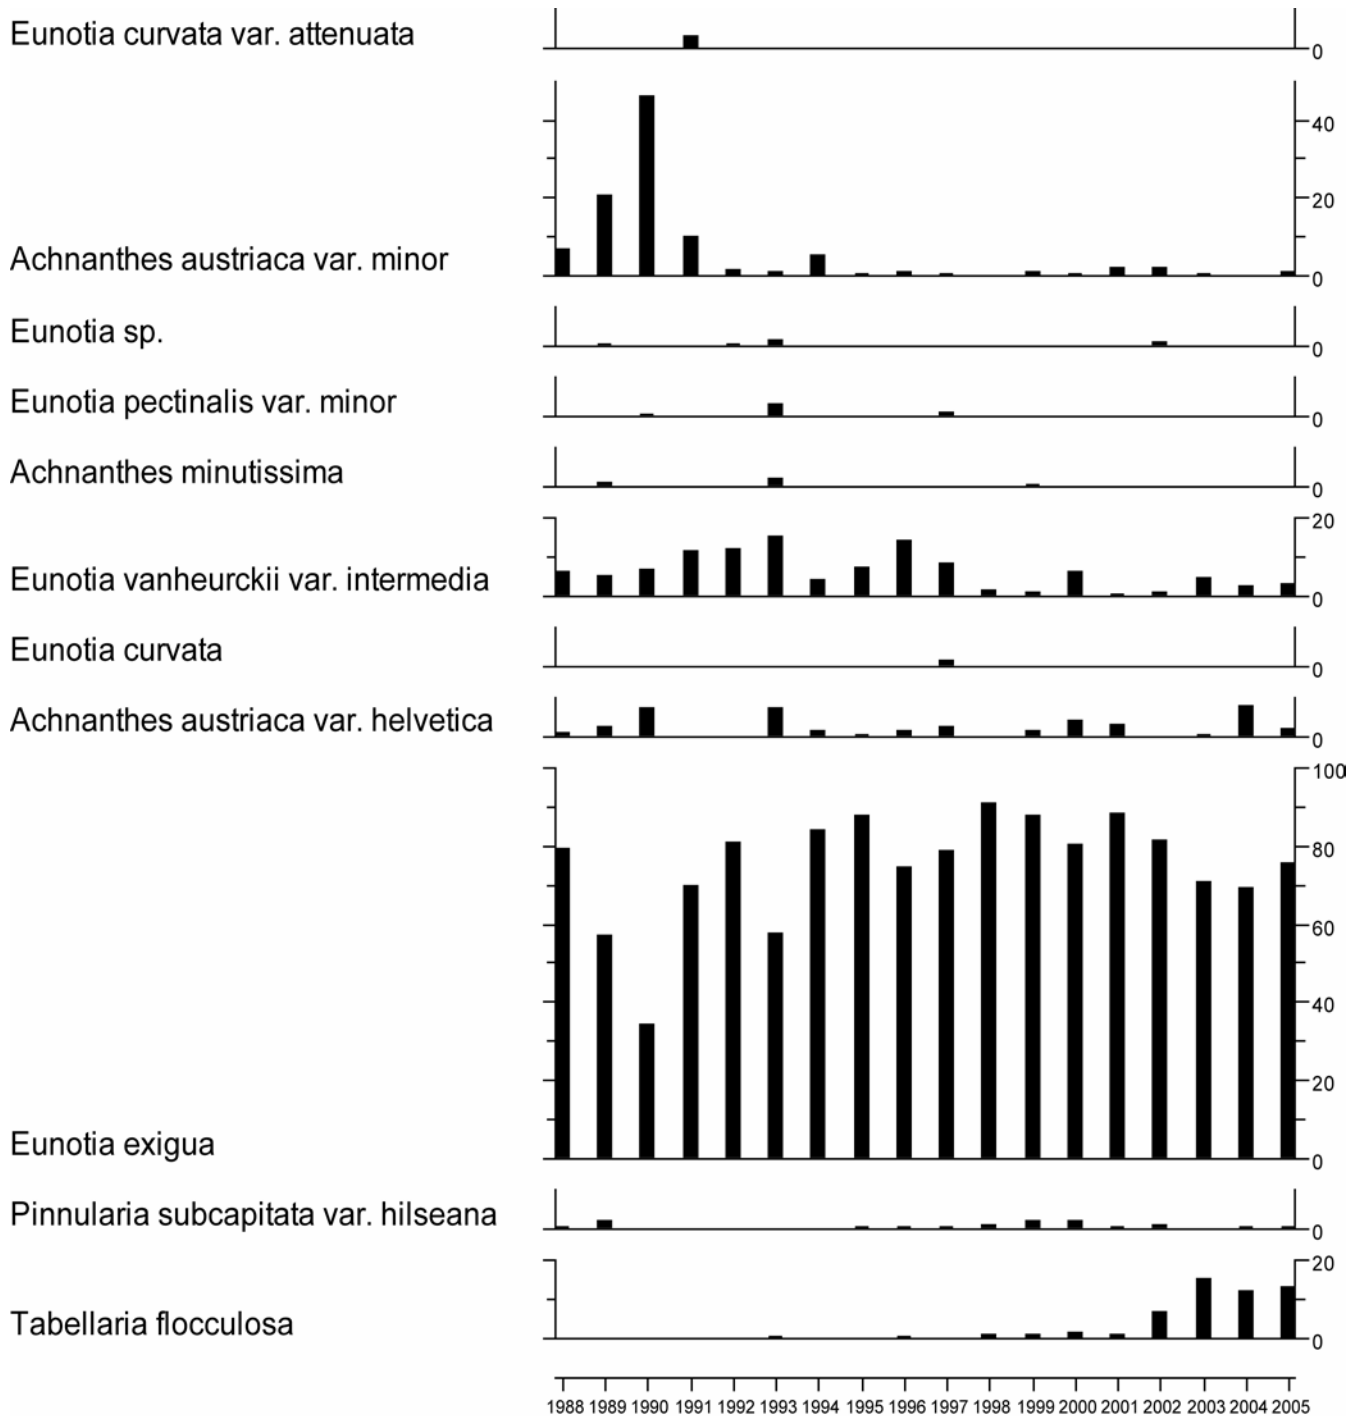 Eunotia curvata var. attenuata
0
40
20
Achnanthes austriaca var. minor
0
Eunotia sp.
0
Eunotia pectinalis var. minor
0
Achnanthes minutissima
0
20
Eunotia vanheurckii var. intermedia
0
Eunotia curvata
0
Achnanthes austriaca var. helvetica
0
100
80
60
40
20
Eunotia exigua
0
Pinnularia subcapitata var. hilseana
0
20
Tabellaria flocculosa
0
1988 1989 1990 1991 1992 1993 1994 1995 1996 1997 1998 1999 2000 2001 2002 2003 2004 2005